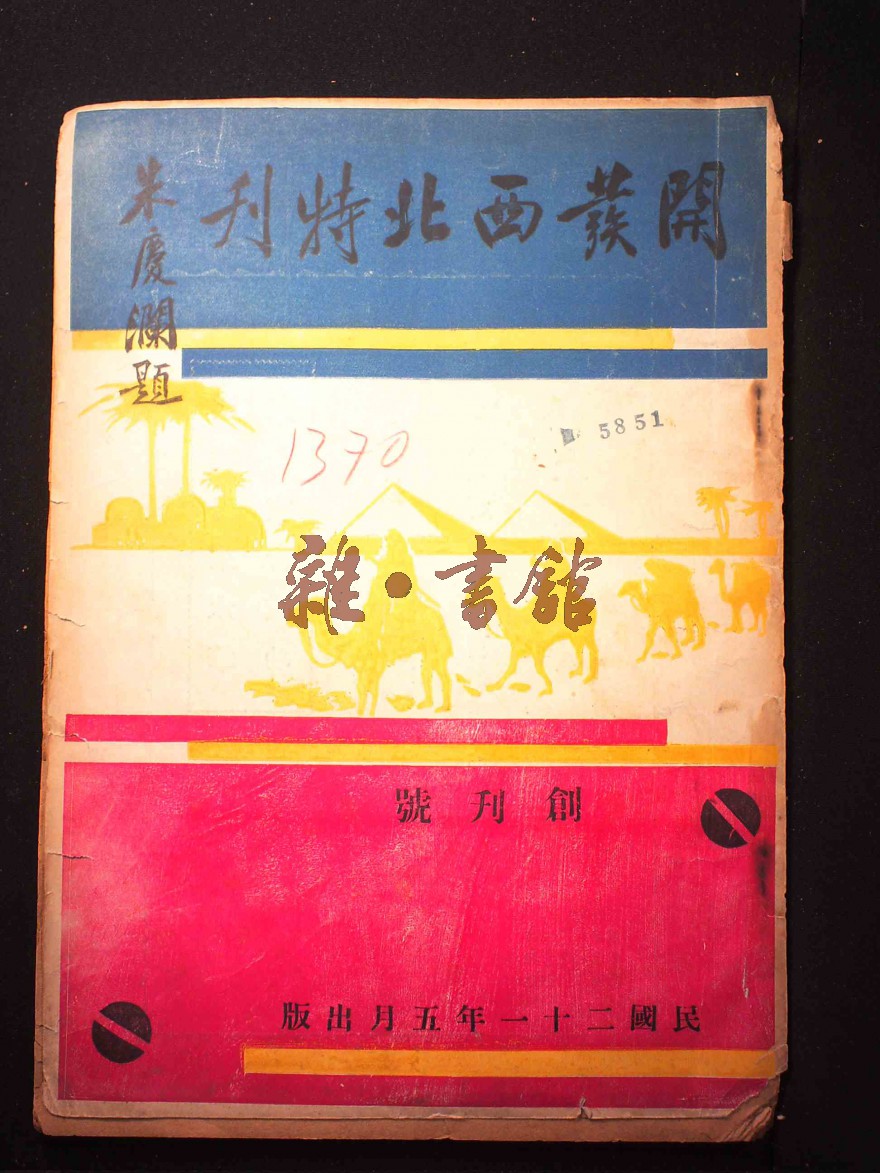 開發西北特刊
朱慶瀾題
1370
5851
雜·書館
創刊號
民國二十一年五月出版